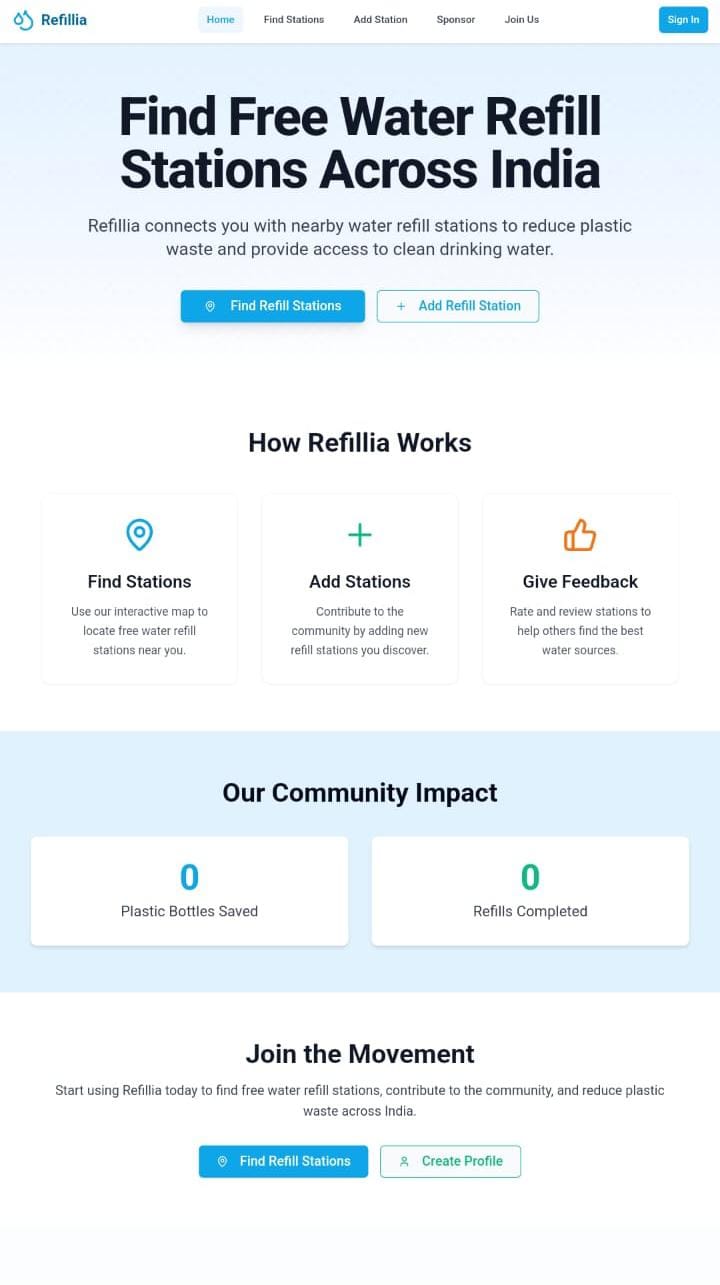 Refillia
Home
Find Stations
Add Station
Sponsor
Join Us
Sign In
Find Free Water Refill
Stations Across India
Refillia connects you with nearby water refill stations to reduce plastic
waste and provide access to clean drinking water.
Find Refill Stations
Add Refill Station
How Refillia Works
Find Stations
Use our interactive map to
locate free water refill
stations near you.
Add Stations
Contribute to the
community by adding new
refill stations you discover.
Give Feedback
Rate and review stations to
help others find the best
water sources.
Our Community Impact
0
Plastic Bottles Saved
0
Refills Completed
Join the Movement
Start using Refillia today to find free water refill stations, contribute to the community, and reduce plastic
waste across India.
Find Refill Stations
Create Profile